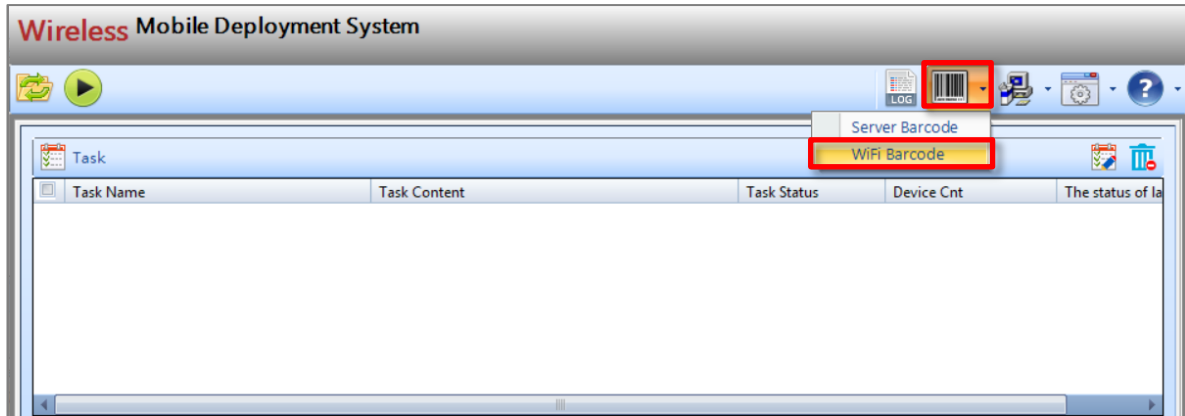 Wireless Mobile Deployment System
LOG
?
Server Barcode
WiFi Barcode
Task
Task Name Task Content Task Status Device Cnt The status of la